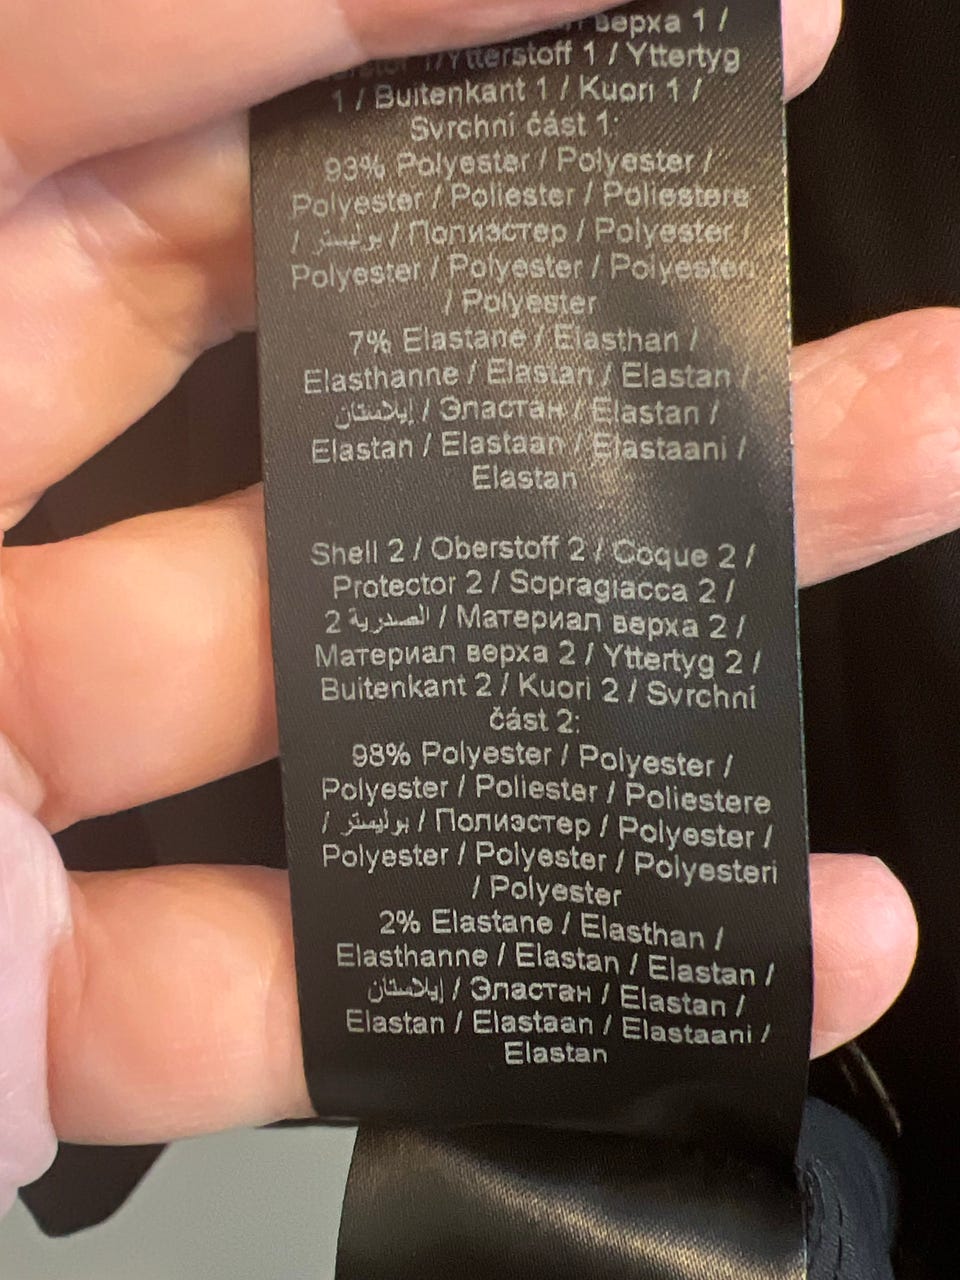 верха 1 /
/ Ytterstoff 1 / Yttertyg
1 / Buitenkant 1 / Kuori 1 /
Svrchní část 1:
93% Polyester / Polyester /
Polyester / Poliester / Poliestere
/ بوليستر / Полиэстер / Polyester /
Polyester / Polyester / Polyesteri
/ Polyester
7% Elastane / Elasthan /
Elasthanne / Elastan / Elastan /
إيلاستان / Эластан / Elastan /
Elastan / Elastaan / Elastaani /
Elastan
Shell 2 / Oberstoff 2 / Coque 2 /
Protector 2 / Sopragiacca 2 /
الصدرية 2 / Материал верха 2 /
Материал верха 2 / Yttertyg 2 /
Buitenkant 2 / Kuori 2 / Svrchní
část 2:
98% Polyester / Polyester /
Polyester / Poliester / Poliestere
/ بوليستر / Полиэстер / Polyester /
Polyester / Polyester / Polyesteri
/ Polyester
2% Elastane / Elasthan /
Elasthanne / Elastan / Elastan /
إيلاستان / Эластан / Elastan /
Elastan / Elastaan / Elastaani /
Elastan